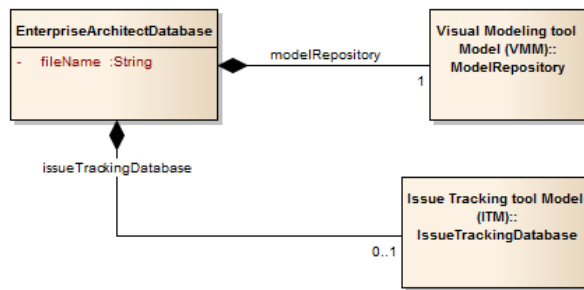 EnterpriseArchitectDatabase
- fileName :String
modelRepository
1
Visual Modeling tool
Model (VMM)::
ModelRepository
issueTrackingDatabase
0..1
Issue Tracking tool Model
(ITM)::
IssueTrackingDatabase